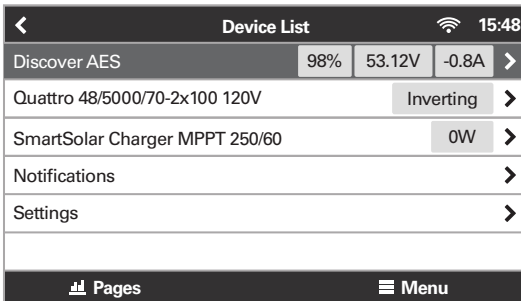 Device List 15:48
Discover AES 98% 53.12V -0.8A
Quattro 48/5000/70-2x100 120V Inverting
SmartSolar Charger MPPT 250/60 0W
Notifications
Settings
Pages Menu